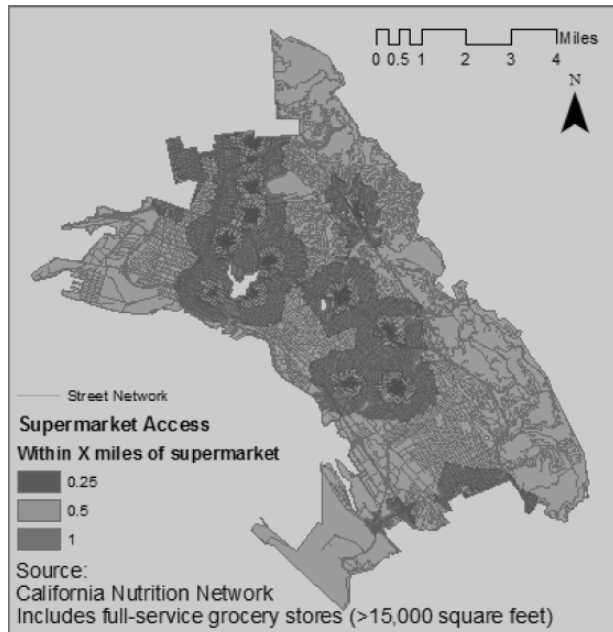 Miles
0 0.5 1 2 3 4
N
Street Network
Supermarket Access
Within X miles of supermarket
0.25
0.5
1
Source:
California Nutrition Network
Includes full-service grocery stores (>15,000 square feet)